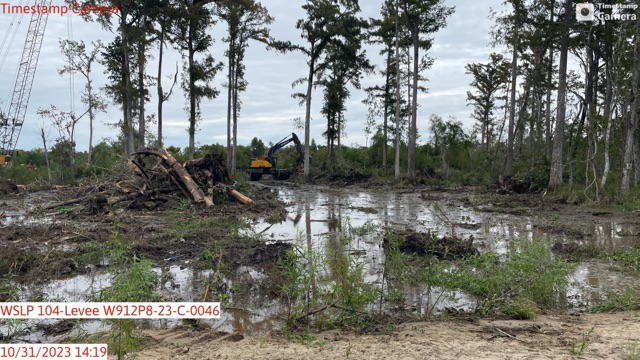 Timestamp Camera
Timestamp
Camera
WSLP 104-Levee W912P8-23-C-0046
10/31/2023 14:19